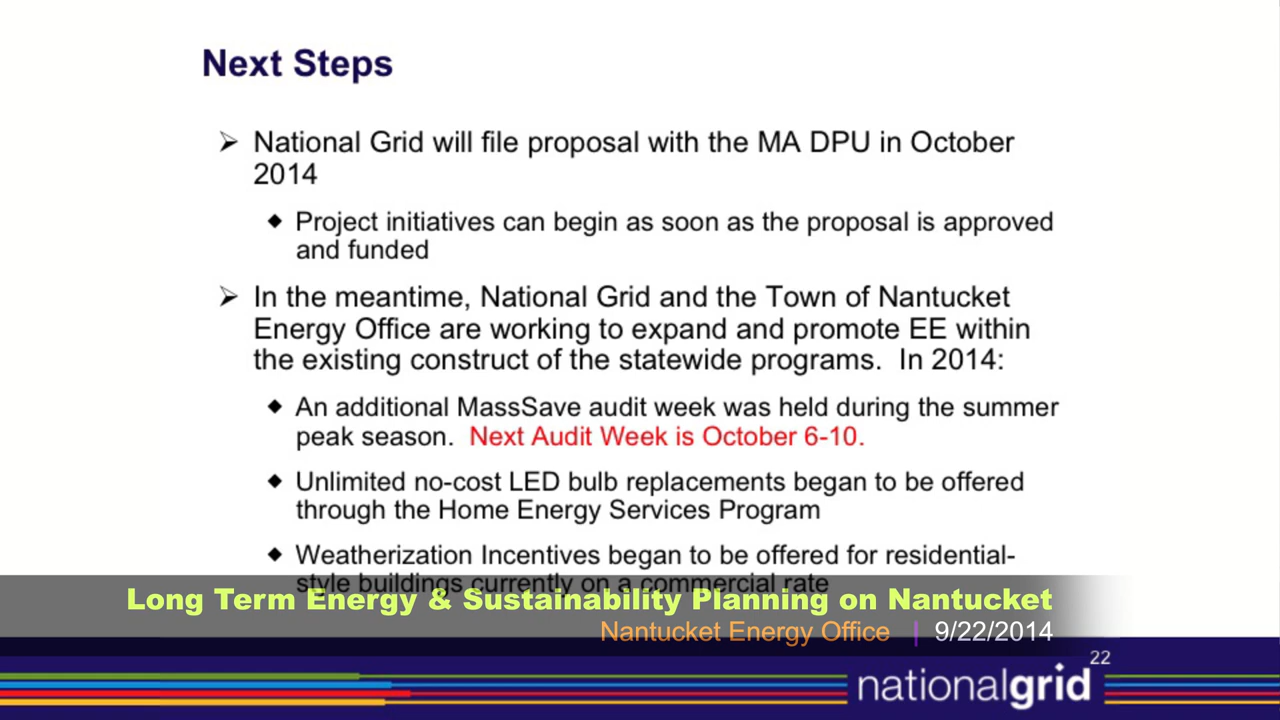 Next Steps
➢ National Grid will file proposal with the MA DPU in October
2014
◆ Project initiatives can begin as soon as the proposal is approved
and funded
➢ In the meantime, National Grid and the Town of Nantucket
Energy Office are working to expand and promote EE within
the existing construct of the statewide programs.  In 2014:
◆ An additional MassSave audit week was held during the summer
peak season.  Next Audit Week is October 6-10.
◆ Unlimited no-cost LED bulb replacements began to be offered
through the Home Energy Services Program
◆ Weatherization Incentives began to be offered for residential-
style buildings currently on a commercial rate
Long Term Energy & Sustainability Planning on Nantucket
Nantucket Energy Office | 9/22/2014
22
nationalgrid